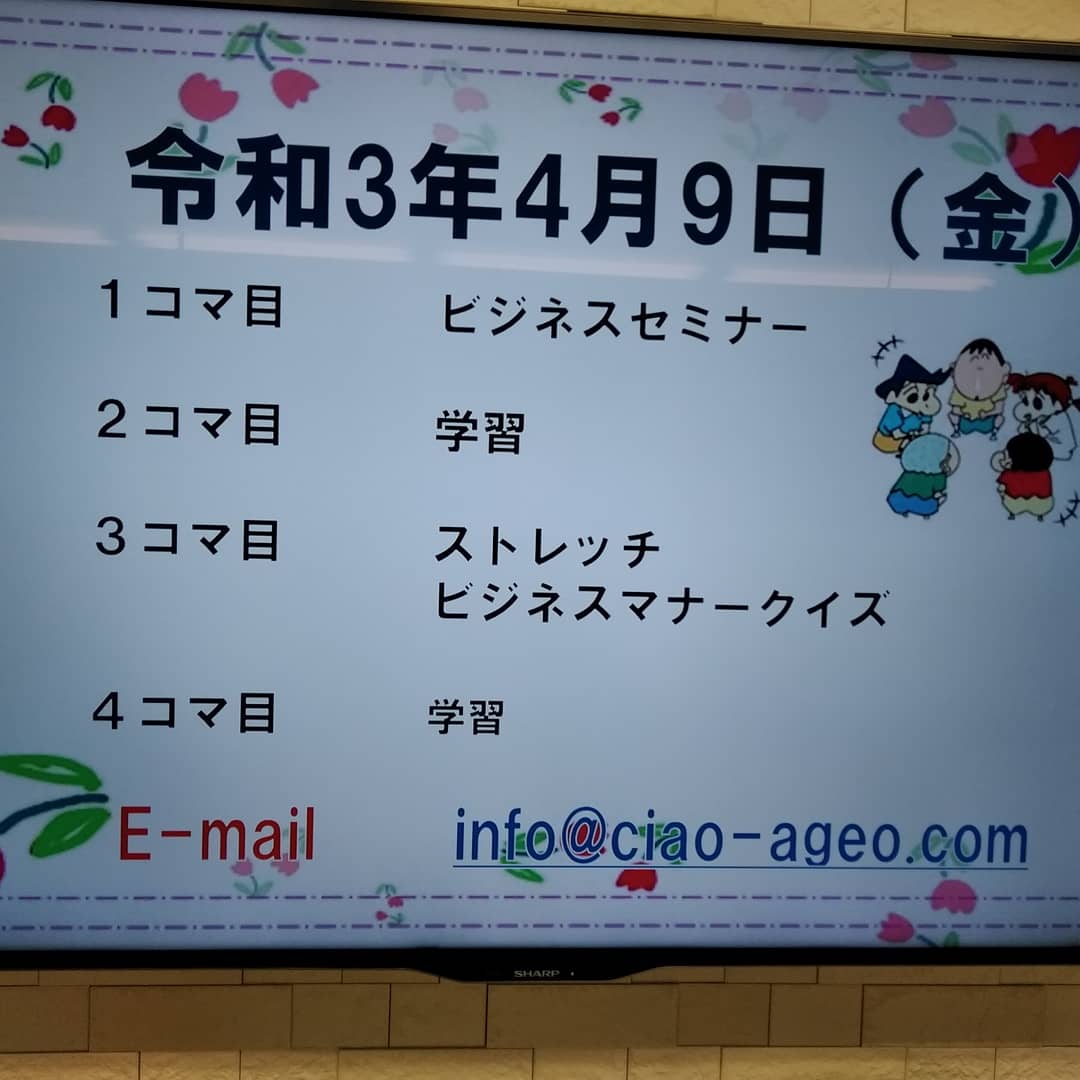 令和3年4月9日（金）
１コマ目　ビジネスセミナー
２コマ目　学習
３コマ目　ストレッチ
ビジネスマナークイズ
４コマ目　学習
E-mail　info@ciao-ageo.com
SHARP